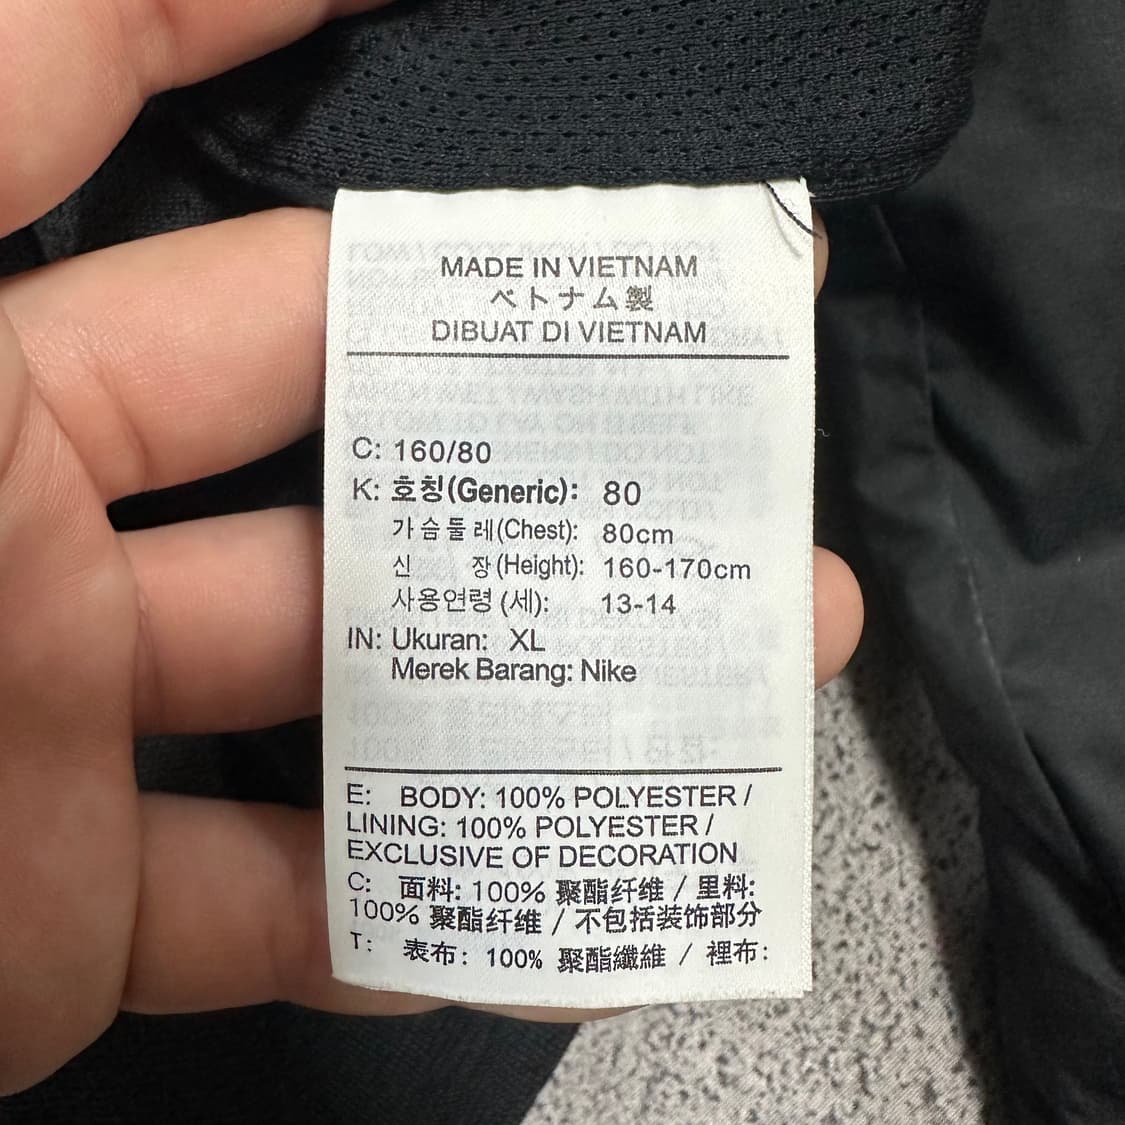 MADE IN VIETNAM
ベトナム製
DIBUAT DI VIETNAM
C: 160/80
K: 호칭(Generic): 80
가슴둘레(Chest): 80cm
신 장(Height): 160-170cm
사용연령(세): 13-14
IN: Ukuran: XL
Merek Barang: Nike
E: BODY: 100% POLYESTER /
LINING: 100% POLYESTER /
EXCLUSIVE OF DECORATION
C: 面料: 100% 聚酯纤维 / 里料:
100% 聚酯纤维 / 不包括装饰部分
T: 表布: 100% 聚酯纖維 / 裡布: